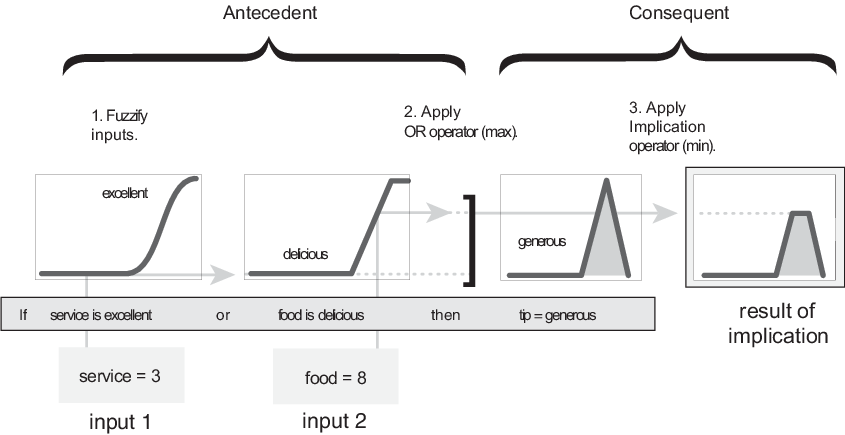 Antecedent
Consequent
1. Fuzzify
inputs.
2. Apply
OR operator (max).
3. Apply
Implication
operator (min).
excellent
delicious
generous
If service is excellent or food is delicious then tip = generous
result of
implication
service = 3
food = 8
input 1
input 2